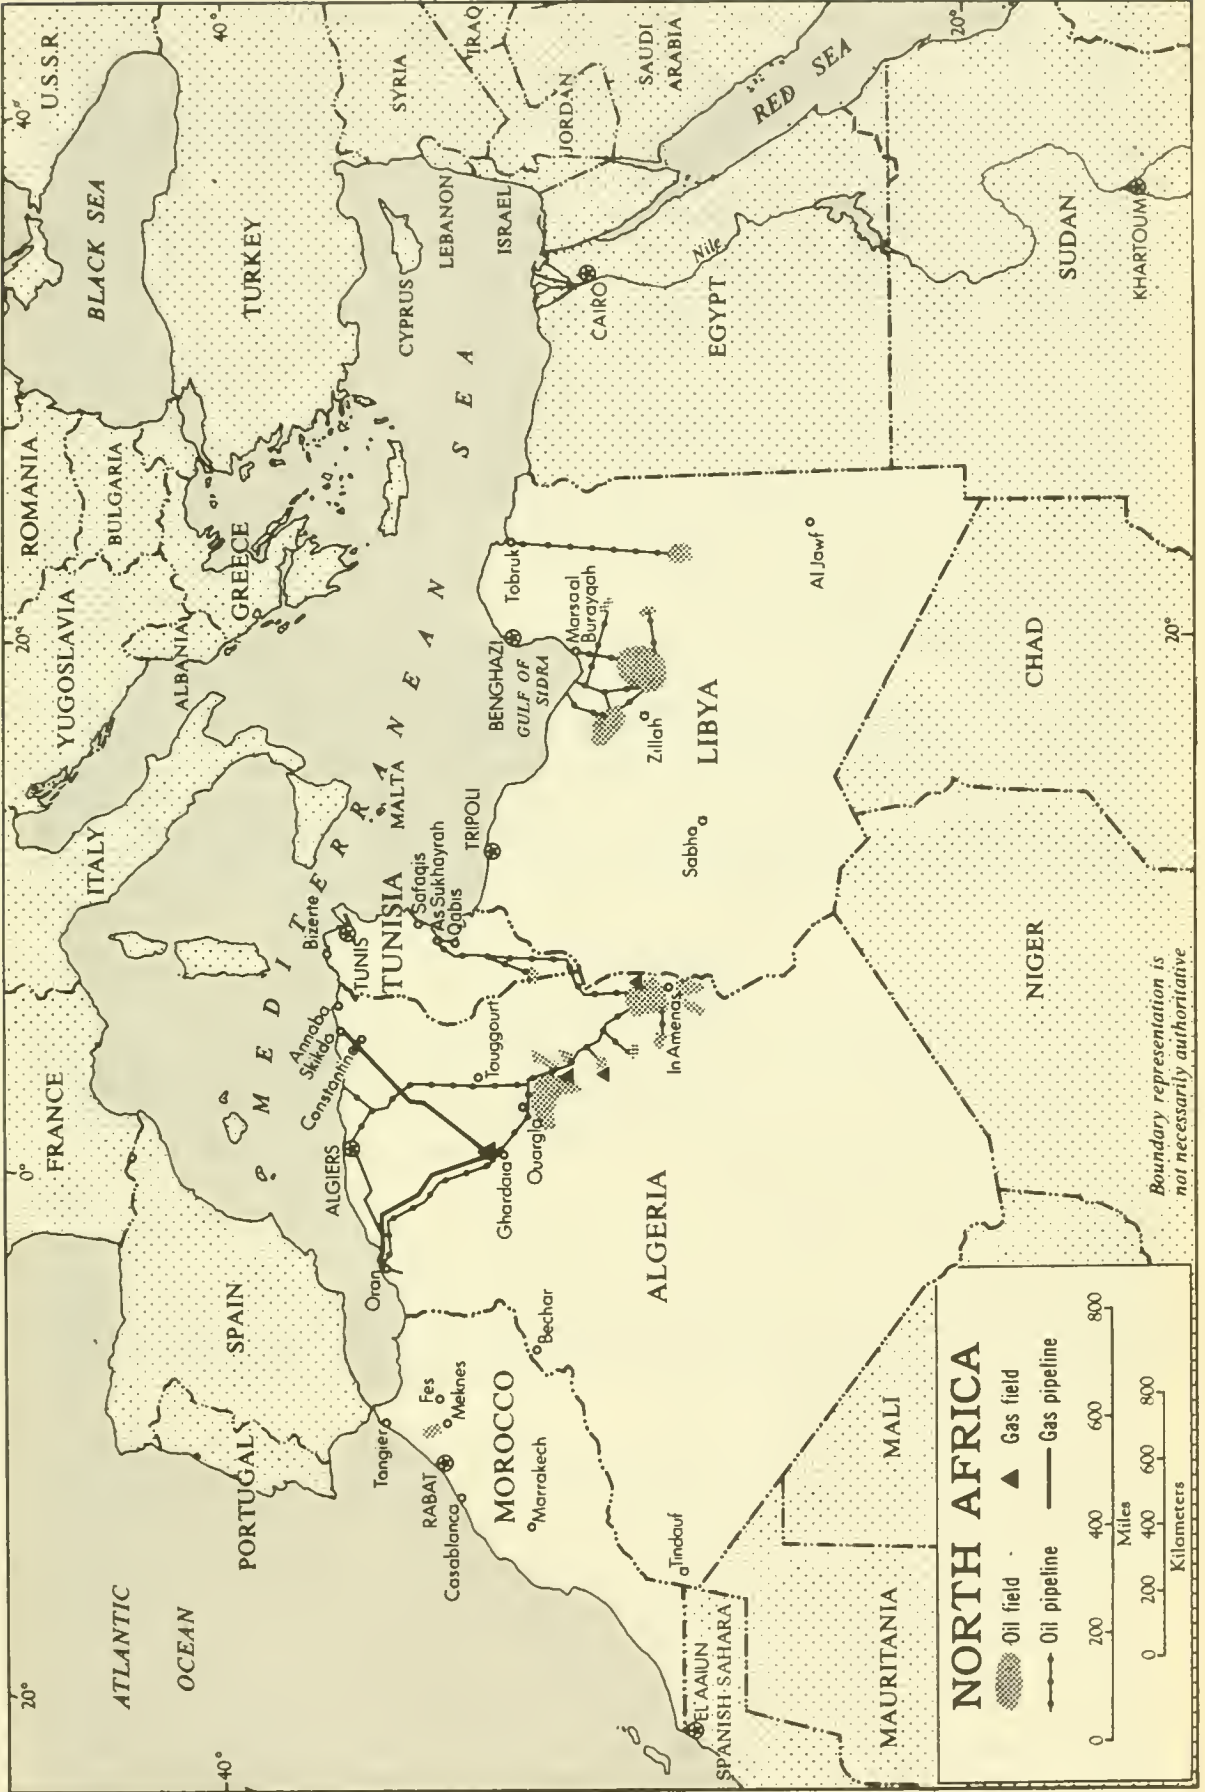 20°
0°
20°
40°
ATLANTIC
OCEAN
FRANCE
ITALY
YUGOSLAVIA
ROMANIA
BULGARIA
ALBANIA
GREECE
U.S.S.R.
BLACK SEA
TURKEY
40°
40°
PORTUGAL
SPAIN
MEDITERRANEAN
SEA
MALTA
CYPRUS
SYRIA
LEBANON
ISRAEL
IRAQ
JORDAN
SAUDI
ARABIA
RED SEA
20°
Tangier
RABAT
Casablanca
Fes
Meknes
MOROCCO
Marrakech
Bechar
Tindauf
EL AAIUN
SPANISH SAHARA
MAURITANIA
MALI
Oran
ALGIERS
Constantine
Skikda
Annaba
Ghardaia
Ouargla
Touggourt
In Amenas
ALGERIA
Bizerte
TUNIS
TUNISIA
Safaqis
As Sukhayrah
Qabis
TRIPOLI
BENGHAZI
GULF OF
SIDRA
Tobruk
Marsa al
Burayqah
Zillah
Sabha
LIBYA
Al Jawf
CAIRO
Nile
EGYPT
SUDAN
KHARTOUM
NIGER
CHAD
20°
NORTH AFRICA
Oil field
Gas field
Oil pipeline
Gas pipeline
0 200 400 600 800
Miles
0 200 400 600 800
Kilometers
Boundary representation is
not necessarily authoritative